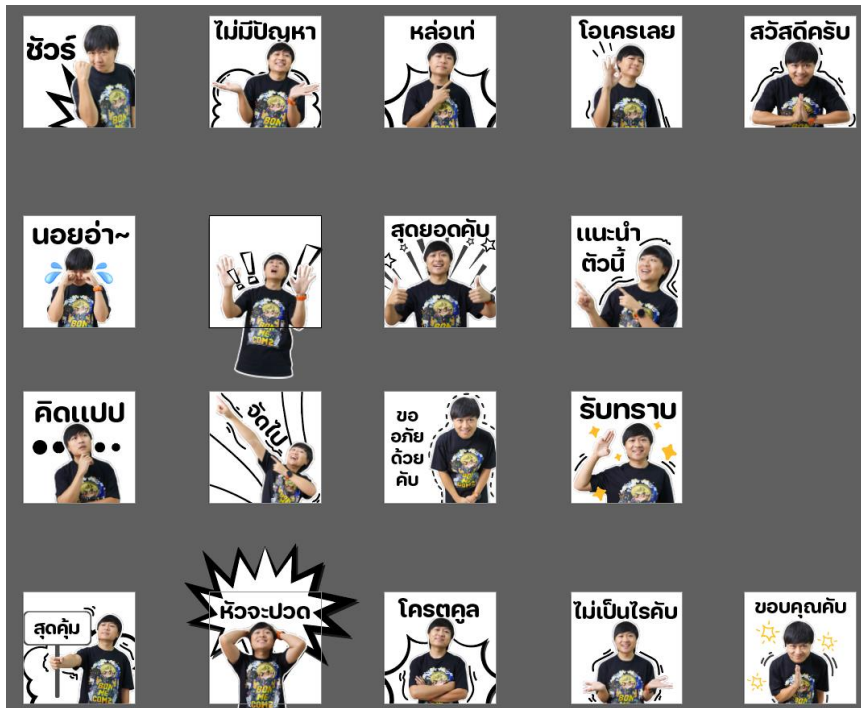 ชัวร์
ไม่มีปัญหา
หล่อเท่
โอเครเลย
สวัสดีครับ
นอยอ่า~
!!
!
สุดยอดคับ
แนะนำ
ตัวนี้
คิดแปป
จัดไป
ขอ
อภัย
ด้วย
คับ
รับทราบ
สุดคุ้ม
หัวจะปวด
โครตคูล
ไม่เป็นไรคับ
ขอบคุณคับ